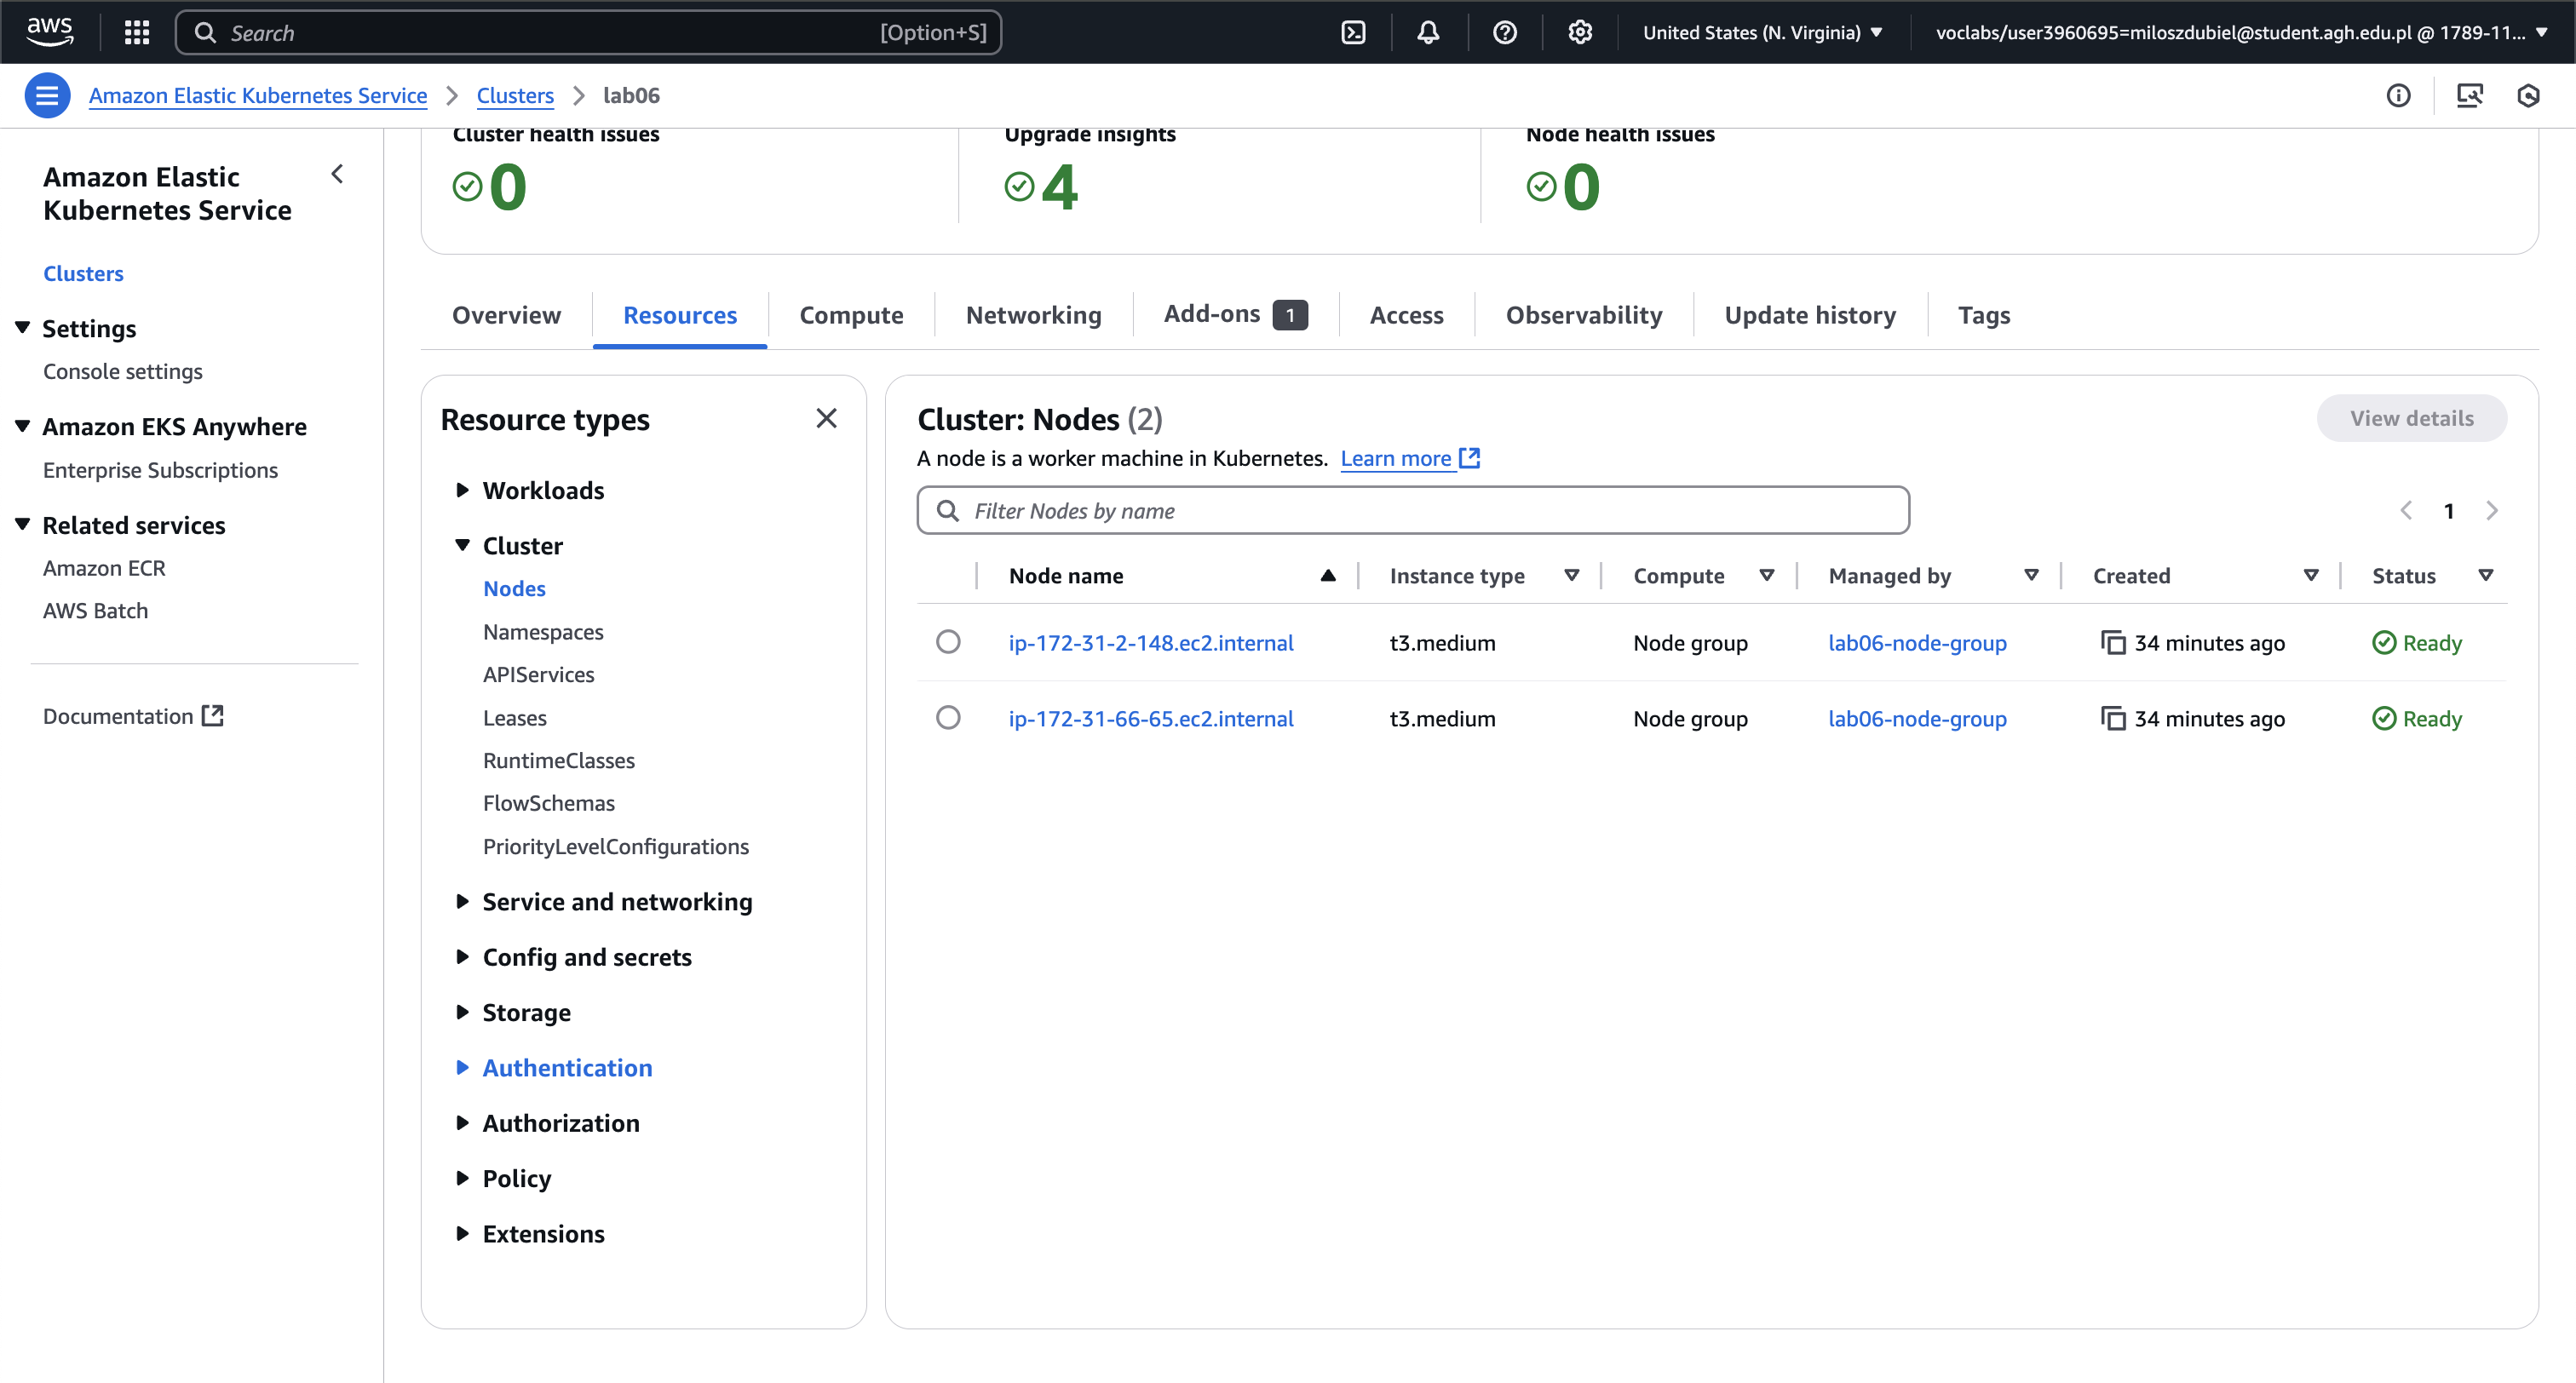 aws
Search [Option+S]
United States (N. Virginia)
voclabs/user3960695=miloszdubiel@student.agh.edu.pl @ 1789-11...
Amazon Elastic Kubernetes Service
Clusters
lab06
Amazon Elastic
Kubernetes Service
Clusters
Settings
Console settings
Amazon EKS Anywhere
Enterprise Subscriptions
Related services
Amazon ECR
AWS Batch
Documentation
Cluster health issues
0
Upgrade insights
4
Node health issues
0
Overview
Resources
Compute
Networking
Add-ons 1
Access
Observability
Update history
Tags
Resource types
Workloads
Cluster
Nodes
Namespaces
APIServices
Leases
RuntimeClasses
FlowSchemas
PriorityLevelConfigurations
Service and networking
Config and secrets
Storage
Authentication
Authorization
Policy
Extensions
Cluster: Nodes (2)
View details
A node is a worker machine in Kubernetes. Learn more
Filter Nodes by name
1
Node name Instance type Compute Managed by Created Status
ip-172-31-2-148.ec2.internal t3.medium Node group lab06-node-group 34 minutes ago Ready
ip-172-31-66-65.ec2.internal t3.medium Node group lab06-node-group 34 minutes ago Ready